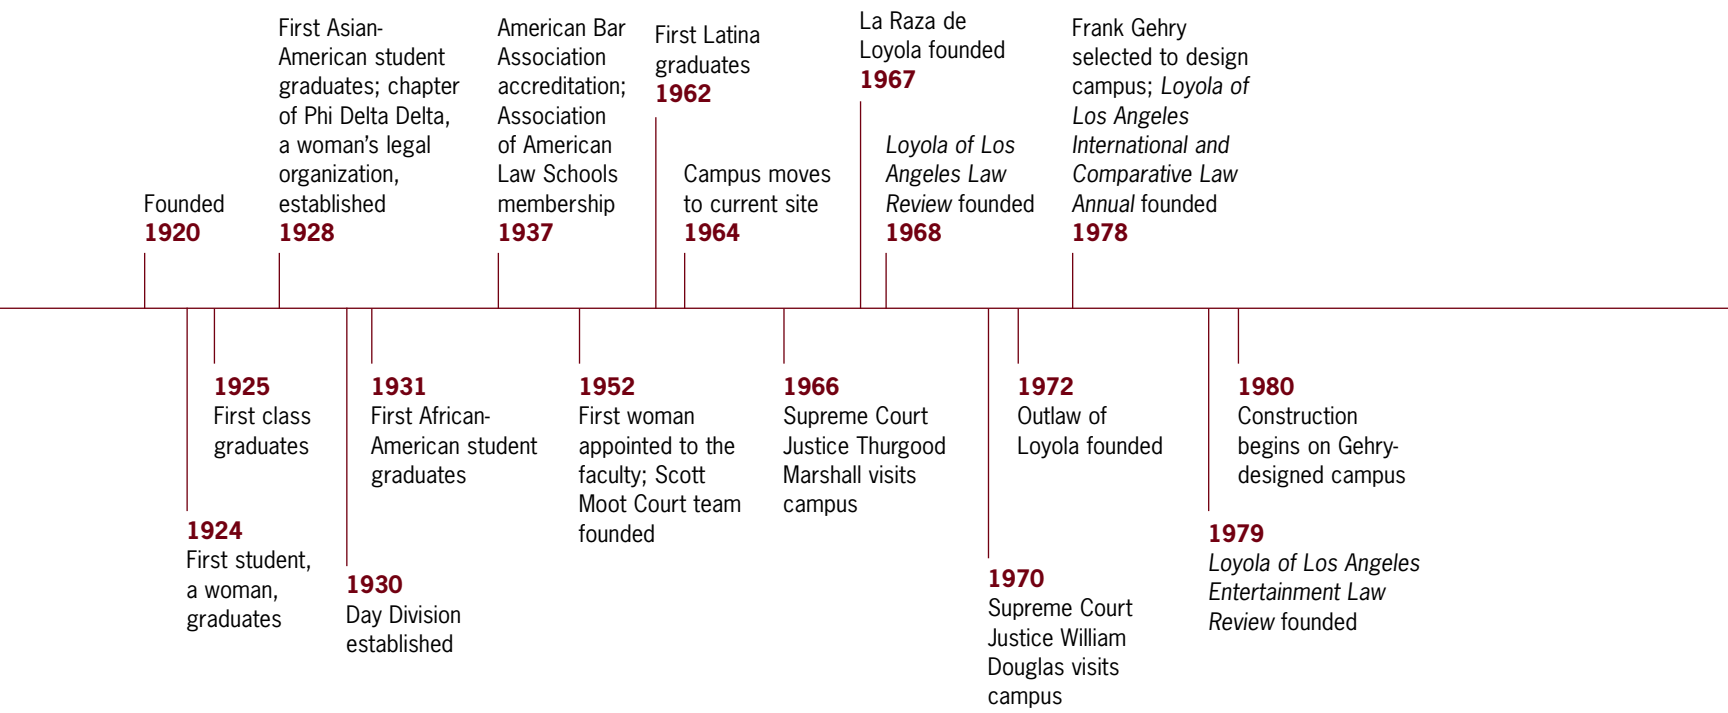 Founded
1920
First Asian-
American student
graduates; chapter
of Phi Delta Delta,
a woman's legal
organization,
established
1928
American Bar
Association
accreditation;
Association
of American
Law Schools
membership
1937
First Latina
graduates
1962
Campus moves
to current site
1964
La Raza de
Loyola founded
1967
Loyola of Los
Angeles Law
Review founded
1968
Frank Gehry
selected to design
campus; Loyola of
Los Angeles
International and
Comparative Law
Annual founded
1978
1924
First student,
a woman,
graduates
1925
First class
graduates
1930
Day Division
established
1931
First African-
American student
graduates
1952
First woman
appointed to the
faculty; Scott
Moot Court team
founded
1966
Supreme Court
Justice Thurgood
Marshall visits
campus
1970
Supreme Court
Justice William
Douglas visits
campus
1972
Outlaw of
Loyola founded
1979
Loyola of Los Angeles
Entertainment Law
Review founded
1980
Construction
begins on Gehry-
designed campus